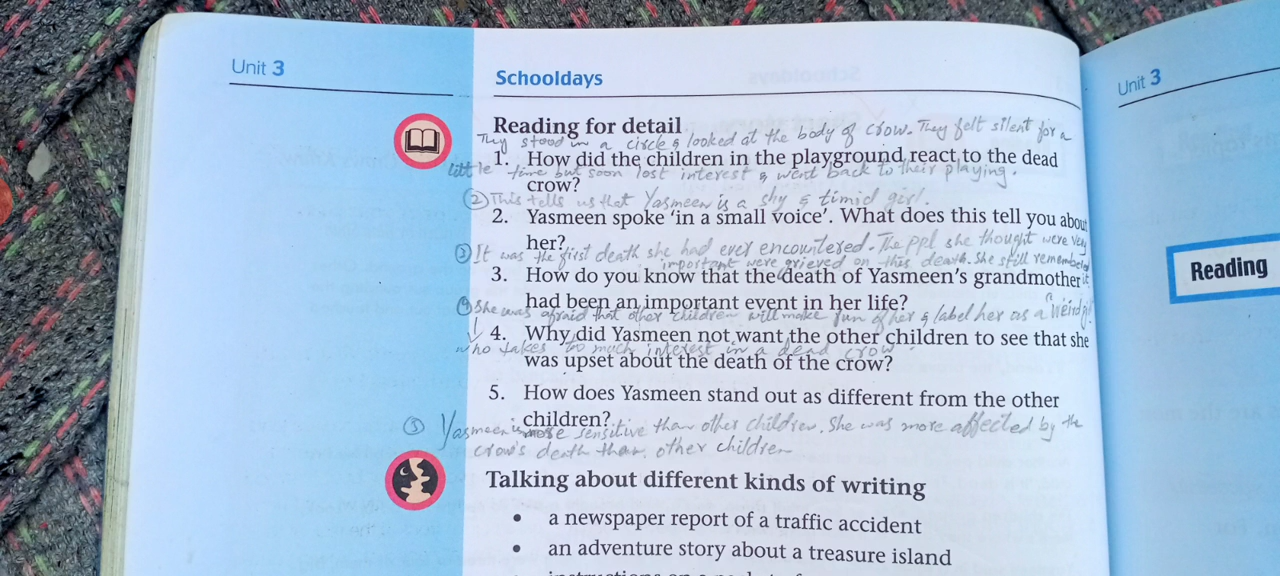 Unit 3
Schooldays
Unit 3
Reading for detail
They stood in a circle & looked at the body of crow. They felt silent for a
1. How did the children in the playground react to the dead
little time but soon lost interest & went back to their playing.
crow?
② This tells us that Yasmeen is a shy & timid girl.
2. Yasmeen spoke 'in a small voice'. What does this tell you about
her?
③ It was the first death she had ever encountered. The ppl she thought were very
important were grieved on this death. She still remembered it
3. How do you know that the death of Yasmeen's grandmother
had been an important event in her life?
④ She was afraid that other children will make fun of her & label her as a weird girl
4. Why did Yasmeen not want the other children to see that she
who takes too much interest in a dead crow.
was upset about the death of the crow?
5. How does Yasmeen stand out as different from the other
children?
⑤ Yasmeen is more sensitive than other children. She was more affected by the
crow's death than other children
Reading
Talking about different kinds of writing
• a newspaper report of a traffic accident
• an adventure story about a treasure island